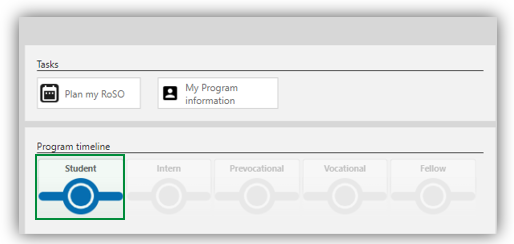 Tasks
Plan my RoSO
My Program
information
Program timeline
Student
Intern
Prevocational
Vocational
Fellow